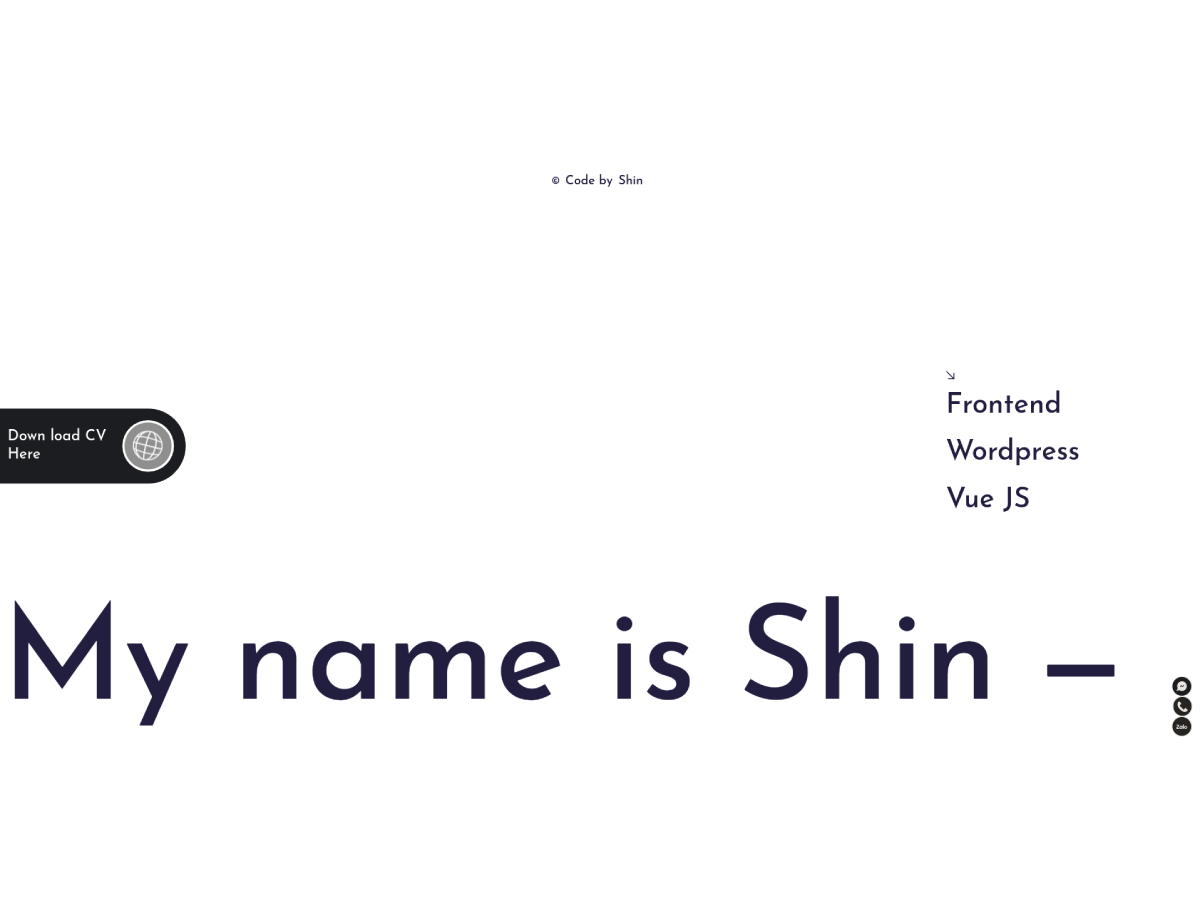 © Code by Shin
Frontend
Down load CV
Here
Wordpress
Vue JS
My name is Shin —
Zalo